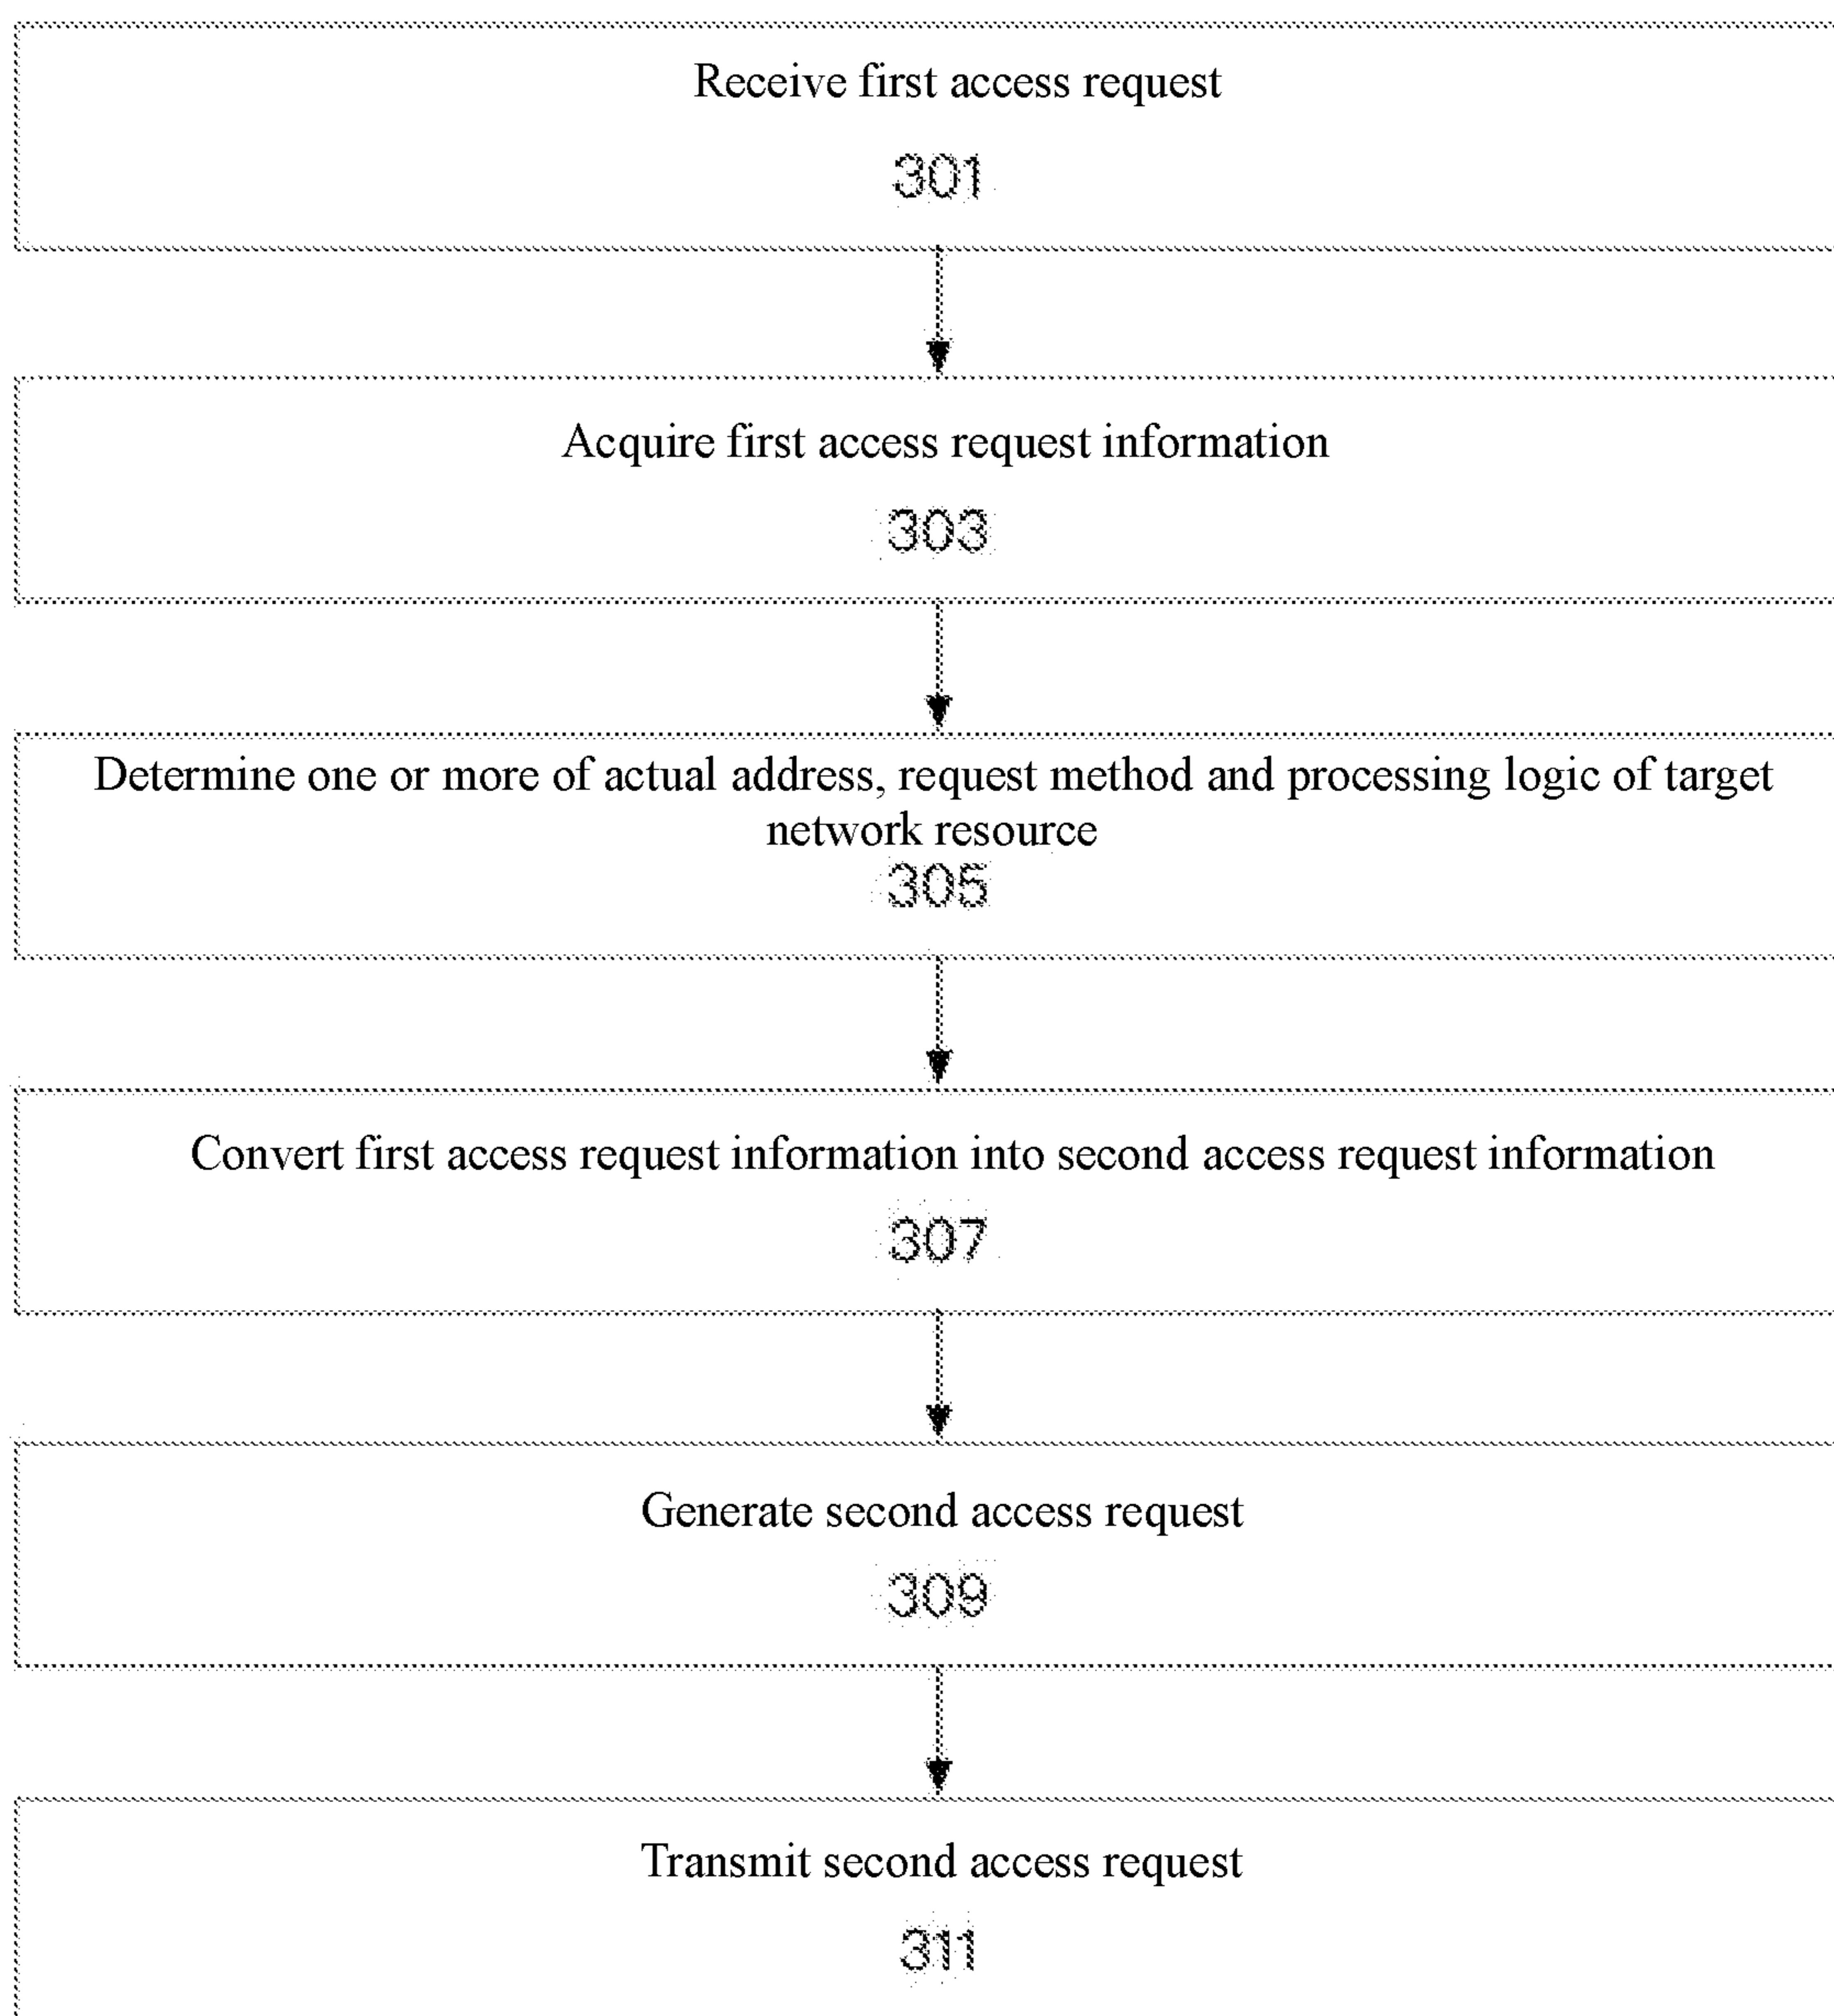 Receive first access request
301
Acquire first access request information
303
Determine one or more of actual address, request method and processing logic of target
network resource
305
Convert first access request information into second access request information
307
Generate second access request
309
Transmit second access request
311